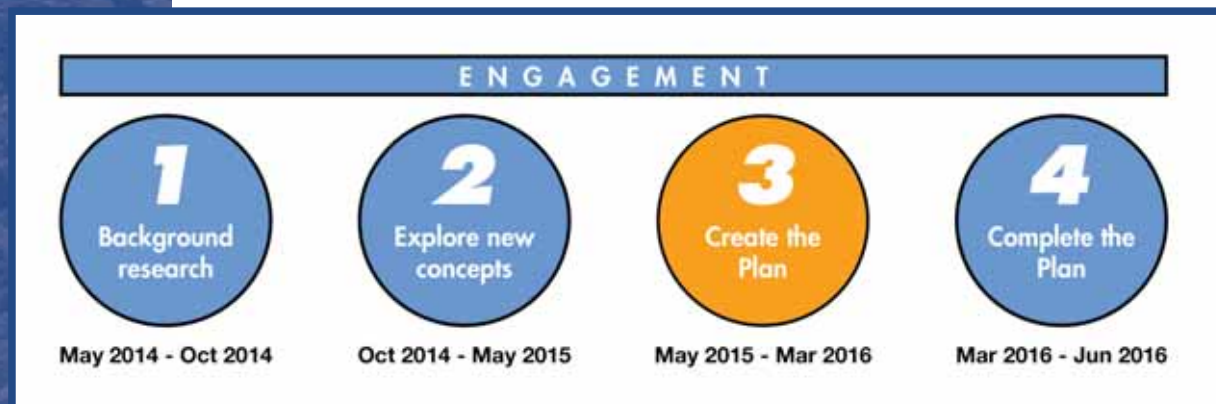 ENGAGEMENT
1
Background
research
May 2014 - Oct 2014
2
Explore new
concepts
Oct 2014 - May 2015
3
Create the
Plan
May 2015 - Mar 2016
4
Complete the
Plan
Mar 2016 - Jun 2016